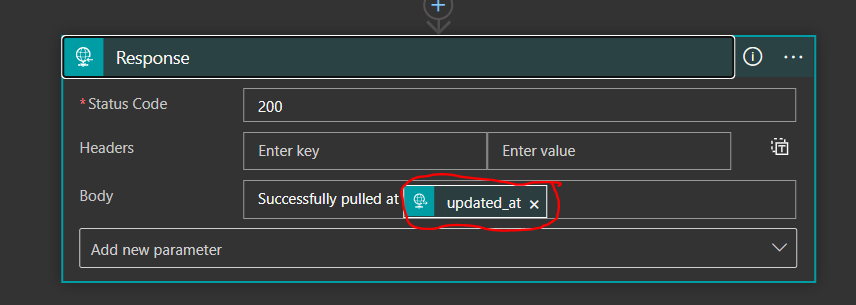 Response
*Status Code 200
Headers Enter key Enter value
Body Successfully pulled at updated_at ×
Add new parameter